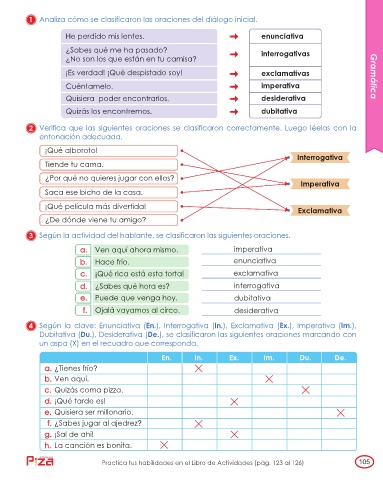 1 Analiza cómo se clasificaron las oraciones del diálogo inicial.
He perdido mis lentes. enunciativa
¿Sabes qué me ha pasado?
¿No son los que están en tu camisa? interrogativas
¡Es verdad! ¡Qué despistado soy! exclamativas
Cuéntamelo. imperativa
Quisiera poder encontrarlos. desiderativa
Quizás los encontremos. dubitativa
Gramática
2 Verifica que las siguientes oraciones se clasificaron correctamente. Luego léelas con la
entonación adecuada.
¡Qué alboroto!
Tiende tu cama.
¿Por qué no quieres jugar con ellos?
Saca ese bicho de la casa.
¡Qué película más divertida!
¿De dónde viene tu amigo?
Interrogativa
Imperativa
Exclamativa
3 Según la actividad del hablante, se clasifican las siguientes oraciones.
a. Ven aquí ahora mismo. imperativa
b. Hace frío. enunciativa
c. ¡Qué rica está esta torta! exclamativa
d. ¿Sabes qué hora es? interrogativa
e. Puede que venga hoy. dubitativa
f. Ojalá vayamos al circo. desiderativa
4 Según la clave: Enunciativa (En.), Interrogativa (In.), Exclamativa (Ex.), Imperativa (Im.),
Dubitativa (Du.), Desiderativa (De.), se clasifican las siguientes oraciones marcando con
un aspa (X) en el recuadro que corresponda.
En. In. Ex. Im. Du. De.
a. ¿Tienes frío? X
b. Ven aquí. X
c. Quizás coma pizza. X
d. ¡Qué tarde es! X
e. Quisiera ser millonario. X
f. ¿Sabes jugar al ajedrez? X
g. ¡Sal de ahí! X
h. La canción es bonita. X
Practica tus habilidades en el Libro de Actividades (pág. 123 al 126) 105